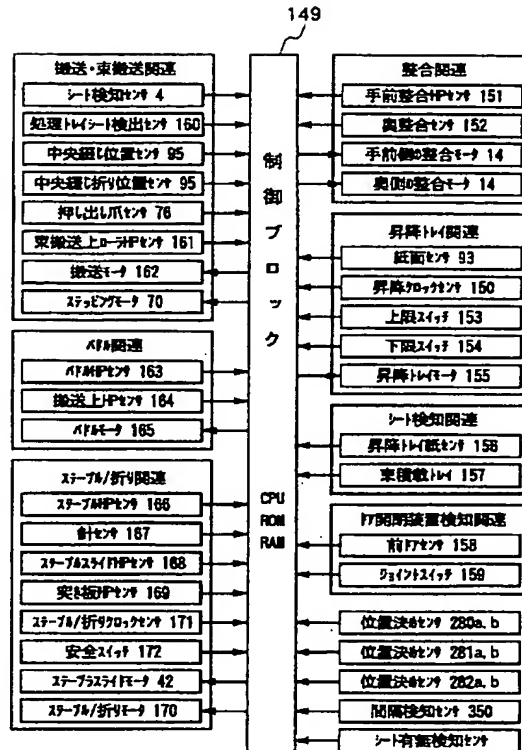 149
搬送・束搬送関連
シート検知センサ 4
処理トレイシート検出センサ 160
中央綴じ位置センサ 95
中央綴じ折り位置センサ 95
押し出し爪センサ 76
束搬送上ローラHPセンサ 161
搬送モータ 162
ステッピングモータ 70
パドル関連
パドルHPセンサ 163
搬送上HPセンサ 164
パドルモータ 165
ステープル/折り関連
ステープルHPセンサ 166
針センサ 167
ステープルスライドHPセンサ 168
突き板HPセンサ 169
ステープル/折りクロックセンサ 171
安全スイッチ 172
ステープラスライドモータ 42
ステープル/折りモータ 170
制御ブロック
CPU
ROM
RAM
整合関連
手前整合HPセンサ 151
奥整合センサ 152
手前側の整合モータ 14
奥側の整合モータ 14
昇降トレイ関連
紙面センサ 93
昇降クロックセンサ 150
上限スイッチ 153
下限スイッチ 154
昇降トレイモータ 155
シート検知関連
昇降トレイ紙センサ 156
束積載トレイ 157
ドア開閉装置検知関連
前ドアセンサ 158
ジョイントスイッチ 159
位置決めセンサ 280a, b
位置決めセンサ 281a, b
位置決めセンサ 282a, b
間隔検知センサ 350
シート有無検知センサ